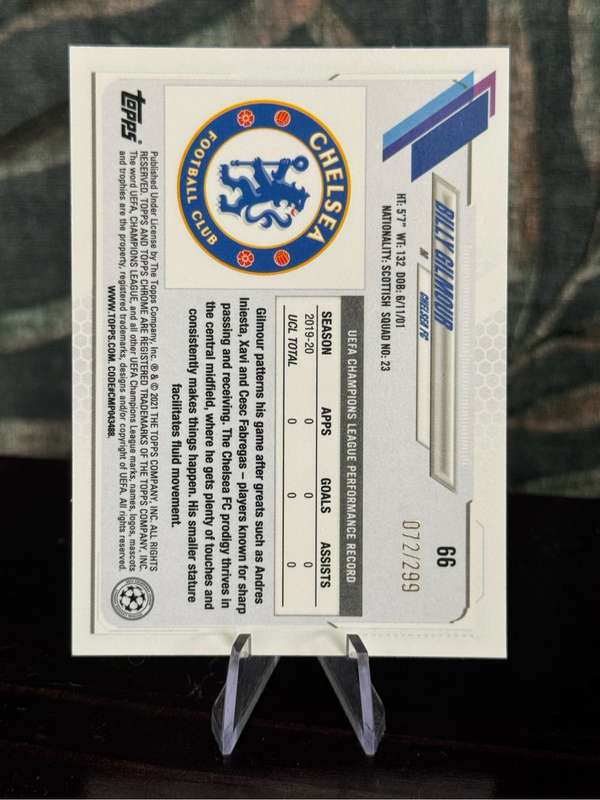 66
072/299
BILLY GILMOUR
M CHELSEA FC
HT: 5'7" WT: 132 DOB: 6/11/01
NATIONALITY: SCOTTISH SQUAD NO: 23
UEFA CHAMPIONS LEAGUE PERFORMANCE RECORD
SEASON APPS GOALS ASSISTS
2019-20 0 0 0
UCL TOTAL 0 0 0
CHELSEA
FOOTBALL CLUB
Gilmour patterns his game after greats such as Andres
Iniesta, Xavi and Cesc Fabregas – players known for sharp
passing and receiving. The Chelsea FC prodigy thrives in
the central midfield, where he gets plenty of touches and
consistently makes things happen. His smaller stature
facilitates fluid movement.
TOPPS®
Published Under License by The Topps Company, Inc. ® & © 2021 THE TOPPS COMPANY, INC. ALL RIGHTS
RESERVED. TOPPS AND TOPPS CHROME ARE REGISTERED TRADEMARKS OF THE TOPPS COMPANY, INC.
The word UEFA, CHAMPIONS LEAGUE, and all other UEFA Champions League marks, names, logos, mascots
and trophies are the property, registered trademarks, designs and/or copyright of UEFA. All rights reserved.
WWW.TOPPS.COM. CODE#CMP043488.